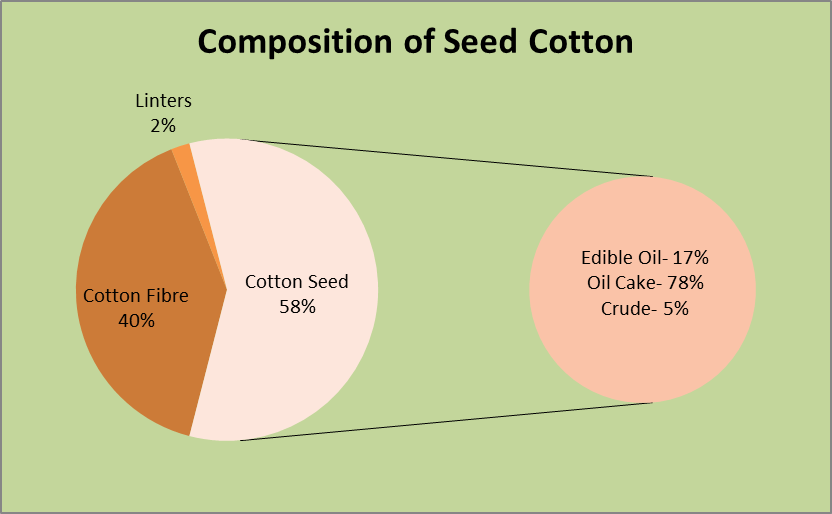 Composition of Seed Cotton
Linters
2%
Cotton Seed
58%
Cotton Fibre
40%
Edible Oil- 17%
Oil Cake- 78%
Crude- 5%